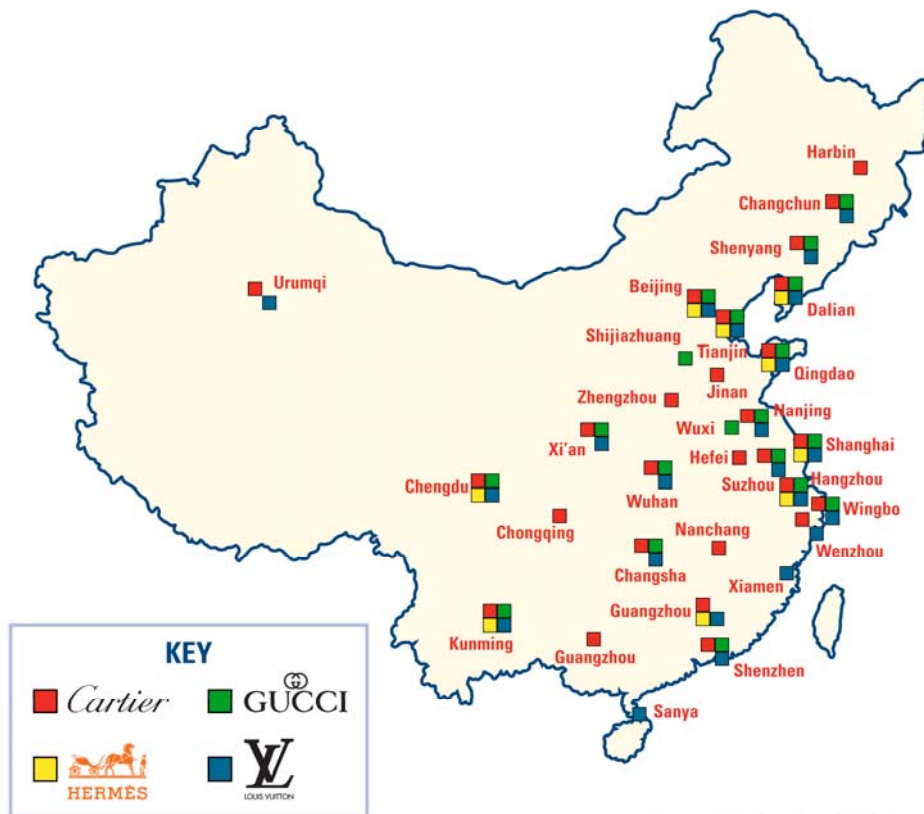 Harbin
Changchun
Shenyang
Urumqi
Beijing
Dalian
Shijiazhuang
Tianjin
Qingdao
Jinan
Zhengzhou
Nanjing
Wuxi
Xi'an
Shanghai
Hefei
Chengdu
Suzhou
Hangzhou
Wuhan
Wingbo
Chongqing
Nanchang
Wenzhou
Changsha
Xiamen
Guangzhou
Kunming
Guangzhou
Shenzhen
Sanya
KEY
Cartier
GUCCI
HERMÈS
LV
LOUIS VUITTON